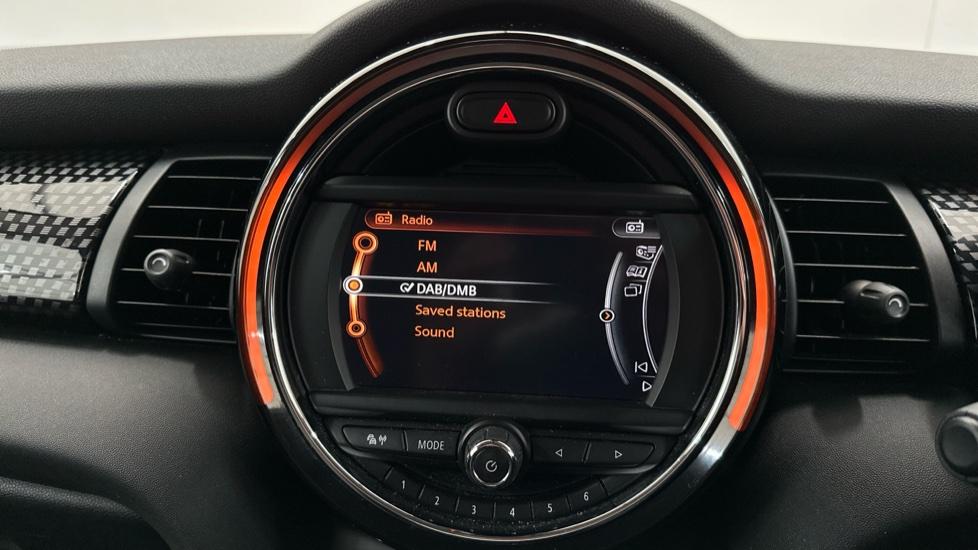 Radio
FM
AM
DAB/DMB
Saved stations
Sound
MODE
1
2
3
4
5
6